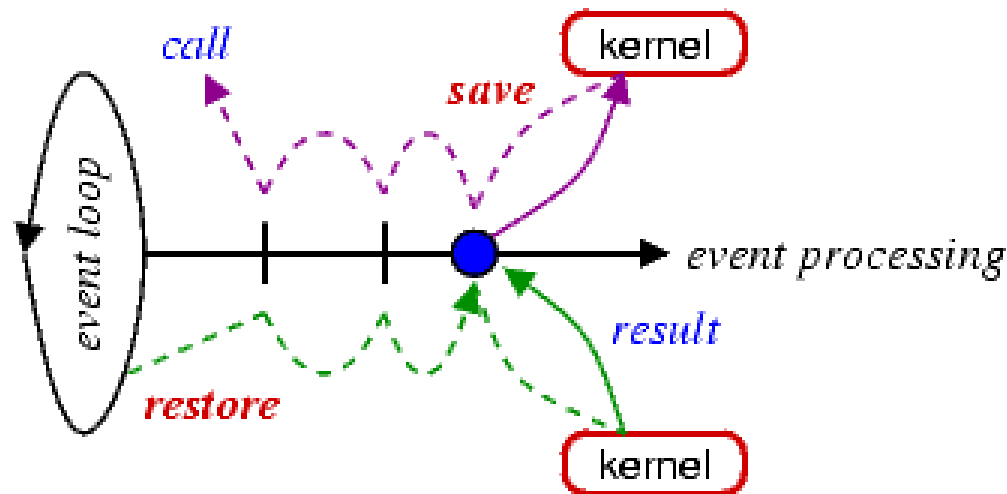 call
kernel
save
event loop
event processing
result
restore
kernel